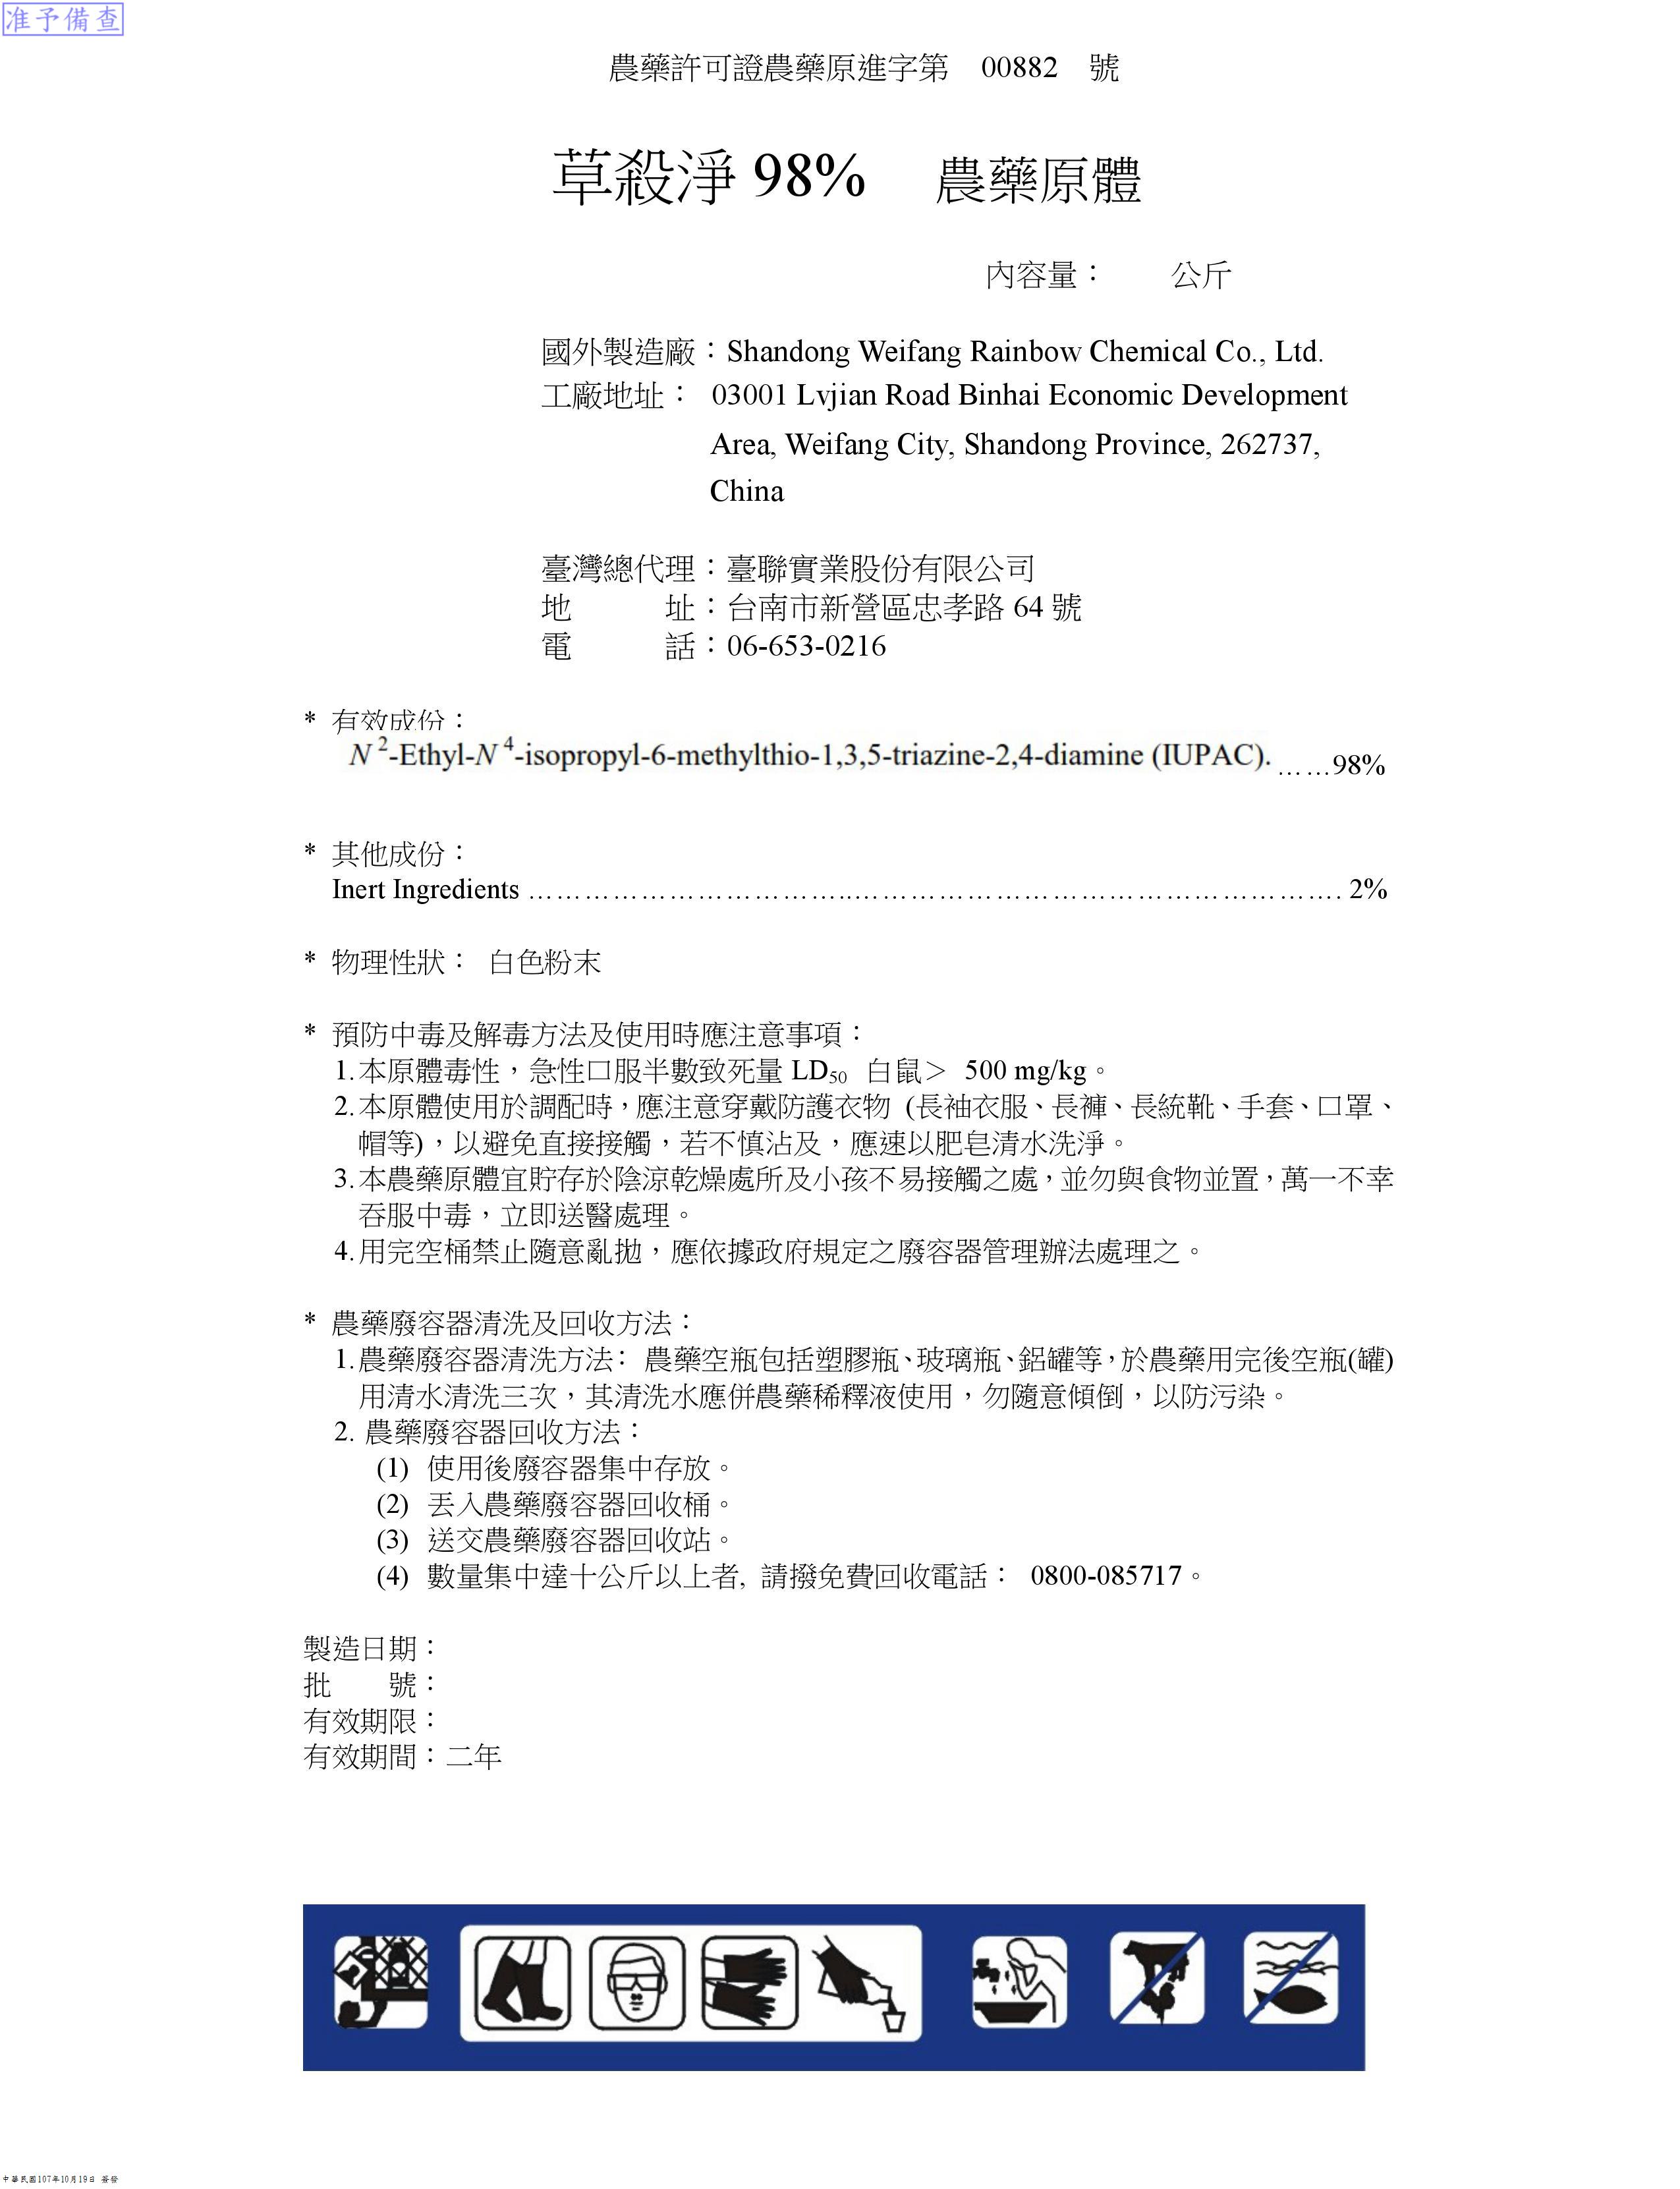 准予備查
農藥許可證農藥原進字第 00882 號
草殺淨 98% 農藥原體
內容量： 公斤
國外製造廠：Shandong Weifang Rainbow Chemical Co., Ltd.
工廠地址： 03001 Lvjian Road Binhai Economic Development
Area, Weifang City, Shandong Province, 262737,
China
臺灣總代理：臺聯實業股份有限公司
地 址：台南市新營區忠孝路 64 號
電 話：06-653-0216
* 有效成份：
N²-Ethyl-N⁴-isopropyl-6-methylthio-1,3,5-triazine-2,4-diamine (IUPAC). ……98%
* 其他成份：
Inert Ingredients ………………………………………………………………………… 2%
* 物理性狀： 白色粉末
* 預防中毒及解毒方法及使用時應注意事項：
1.本原體毒性，急性口服半數致死量 LD₅₀ 白鼠＞ 500 mg/kg。
2.本原體使用於調配時，應注意穿戴防護衣物 (長袖衣服、長褲、長統靴、手套、口罩、
帽等)，以避免直接接觸，若不慎沾及，應速以肥皂清水洗淨。
3.本農藥原體宜貯存於陰涼乾燥處所及小孩不易接觸之處，並勿與食物並置，萬一不幸
吞服中毒，立即送醫處理。
4.用完空桶禁止隨意亂拋，應依據政府規定之廢容器管理辦法處理之。
* 農藥廢容器清洗及回收方法：
1.農藥廢容器清洗方法： 農藥空瓶包括塑膠瓶、玻璃瓶、鋁罐等，於農藥用完後空瓶(罐)
用清水清洗三次，其清洗水應併農藥稀釋液使用，勿隨意傾倒，以防污染。
2. 農藥廢容器回收方法：
(1) 使用後廢容器集中存放。
(2) 丟入農藥廢容器回收桶。
(3) 送交農藥廢容器回收站。
(4) 數量集中達十公斤以上者, 請撥免費回收電話： 0800-085717。
製造日期：
批 號：
有效期限：
有效期間：二年
中華民國107年10月19日 簽發